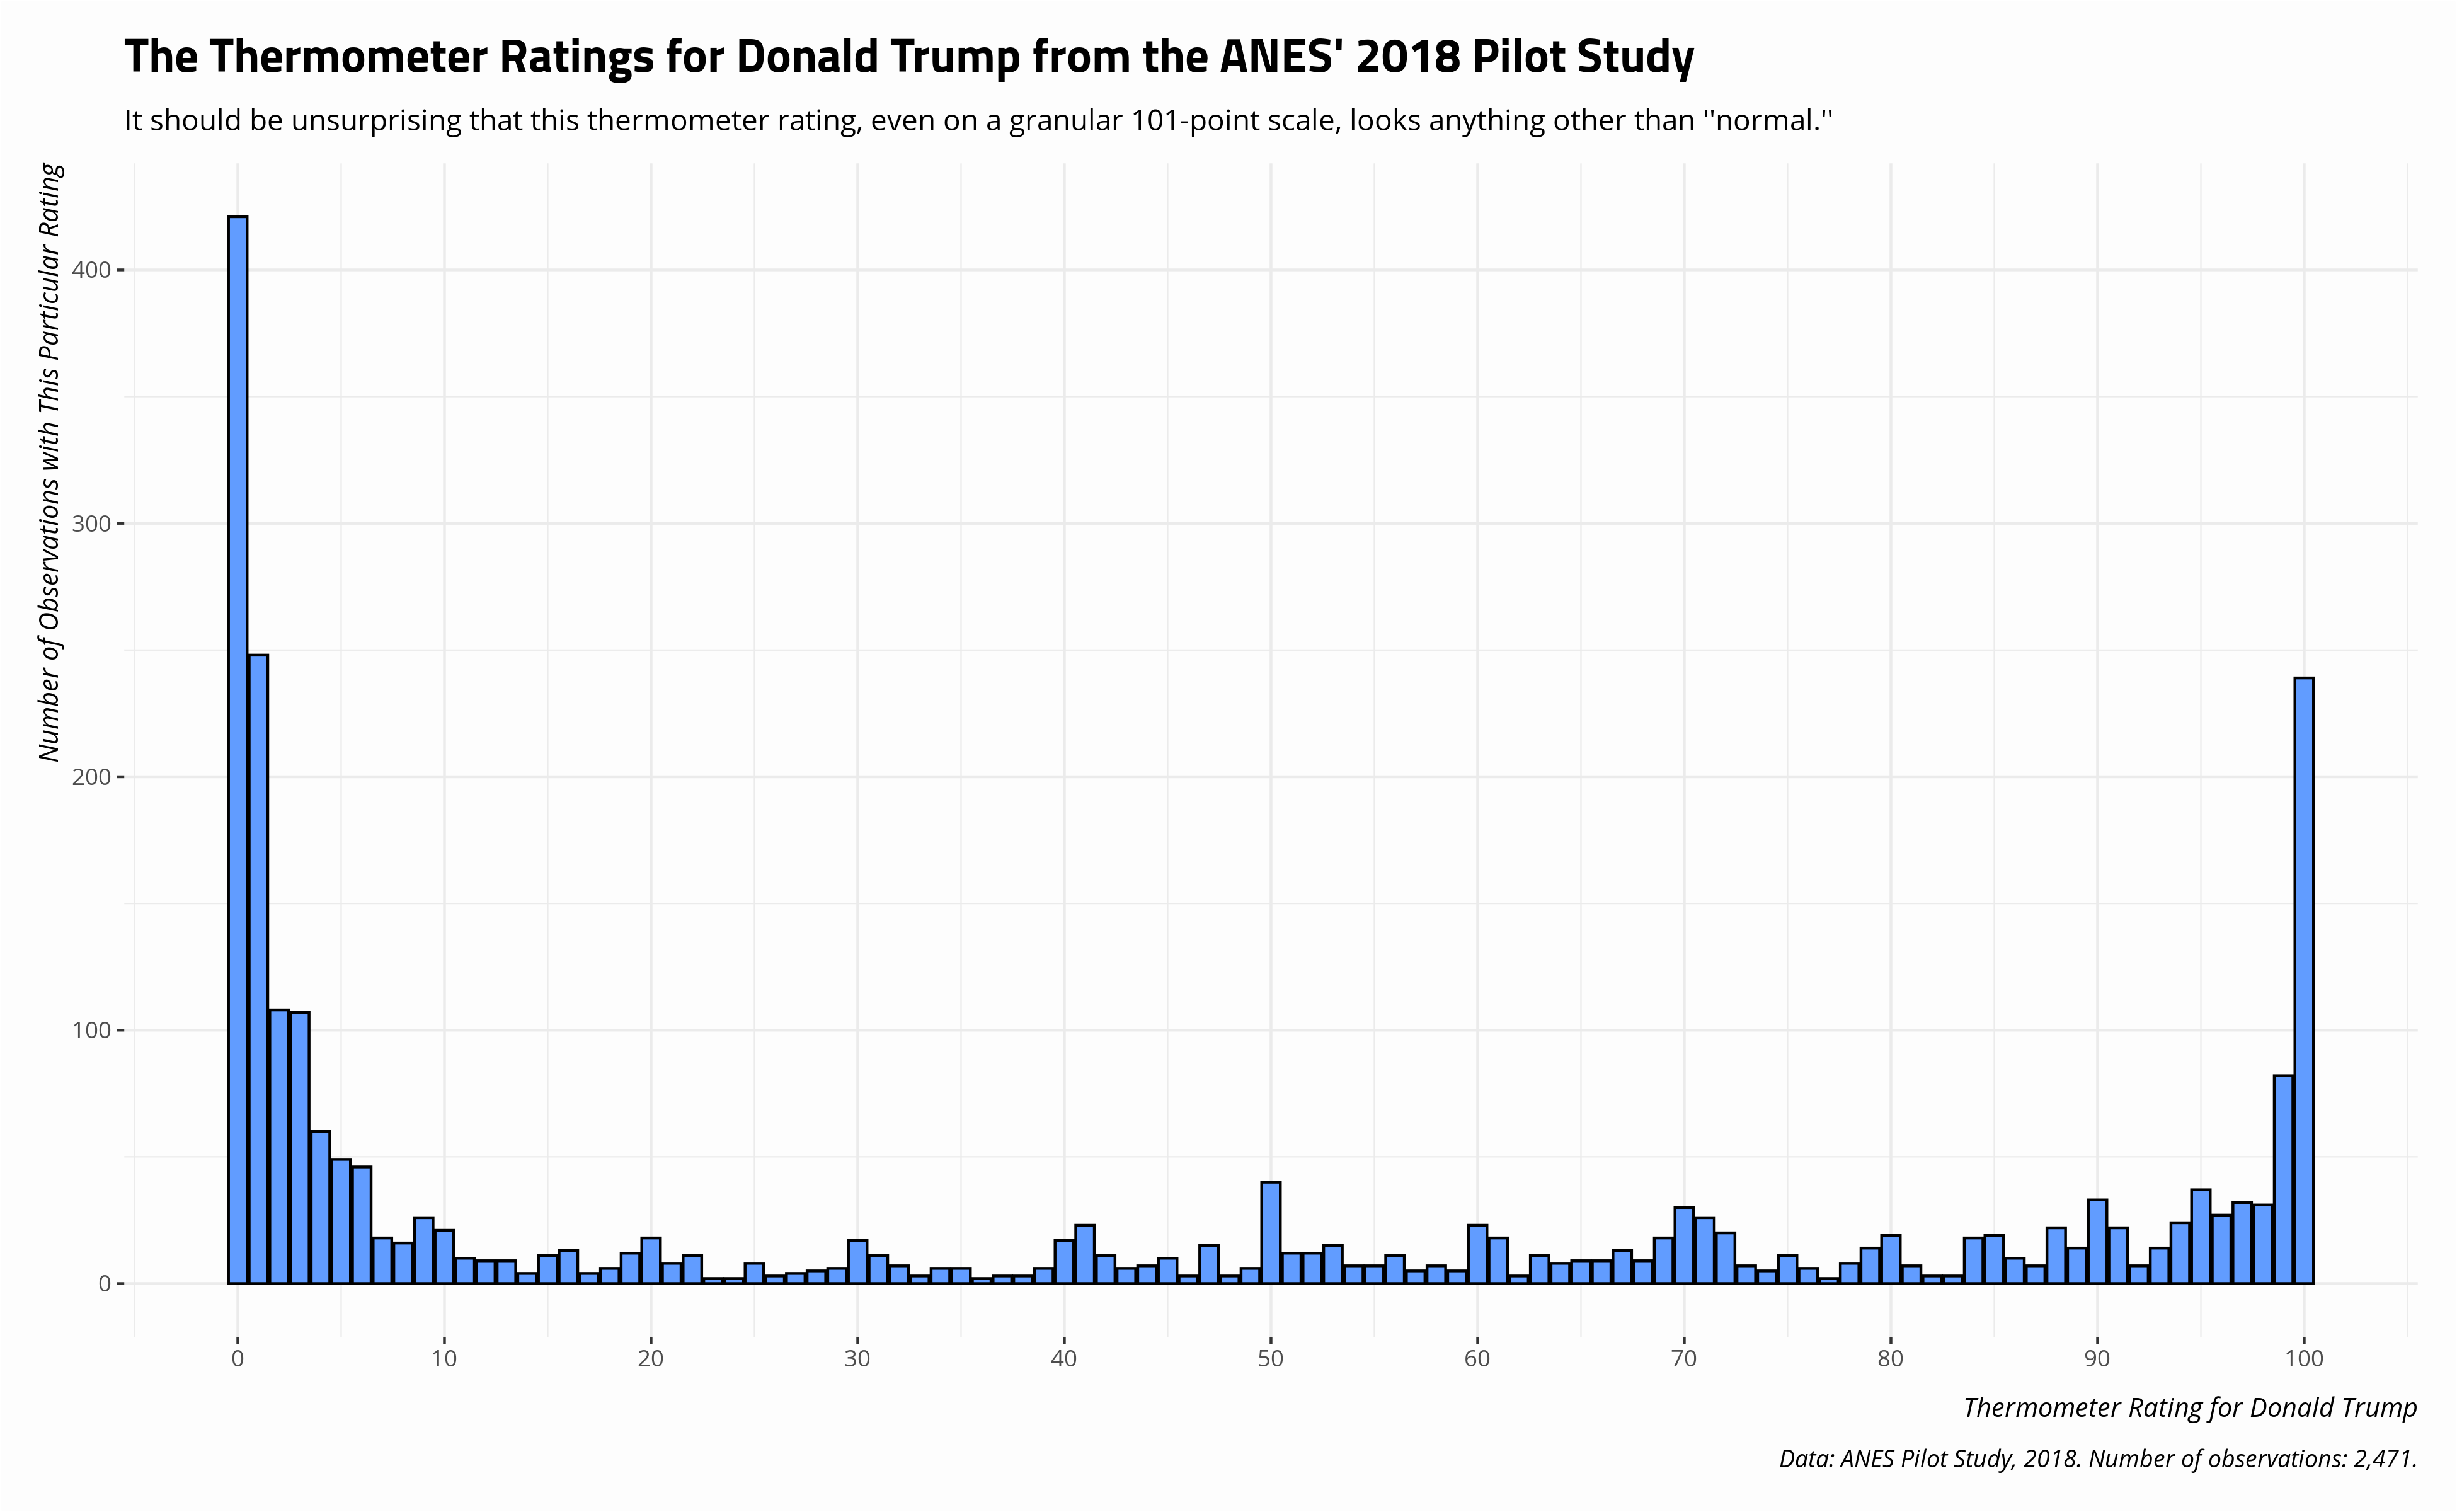 The Thermometer Ratings for Donald Trump from the ANES' 2018 Pilot Study
It should be unsurprising that this thermometer rating, even on a granular 101-point scale, looks anything other than "normal."
Number of Observations with This Particular Rating
400
300
200
100
0
0 10 20 30 40 50 60 70 80 90 100
Thermometer Rating for Donald Trump
Data: ANES Pilot Study, 2018. Number of observations: 2,471.